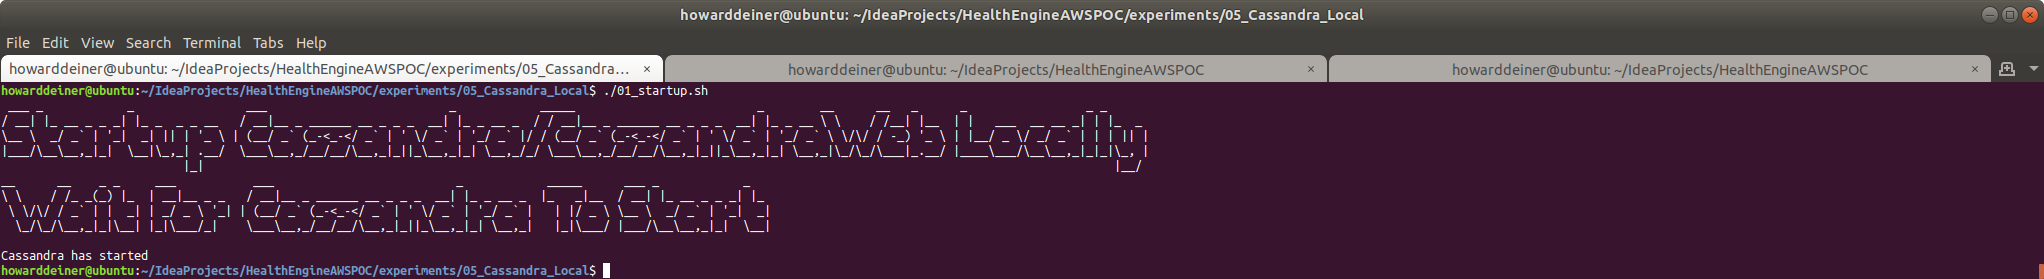 howarddeiner@ubuntu: ~/IdeaProjects/HealthEngineAWSPOC/experiments/05_Cassandra_Local
File Edit View Search Terminal Tabs Help
howarddeiner@ubuntu: ~/IdeaProjects/HealthEngineAWSPOC/experiments/05_Cassandra... × howarddeiner@ubuntu: ~/IdeaProjects/HealthEngineAWSPOC × howarddeiner@ubuntu: ~/IdeaProjects/HealthEngineAWSPOC ×
howarddeiner@ubuntu:~/IdeaProjects/HealthEngineAWSPOC/experiments/05_Cassandra_Local$ ./01_startup.sh
Startup Cassandra/CassandraWeb Locally
Wait For Cassandra To Start
Cassandra has started
howarddeiner@ubuntu:~/IdeaProjects/HealthEngineAWSPOC/experiments/05_Cassandra_Local$